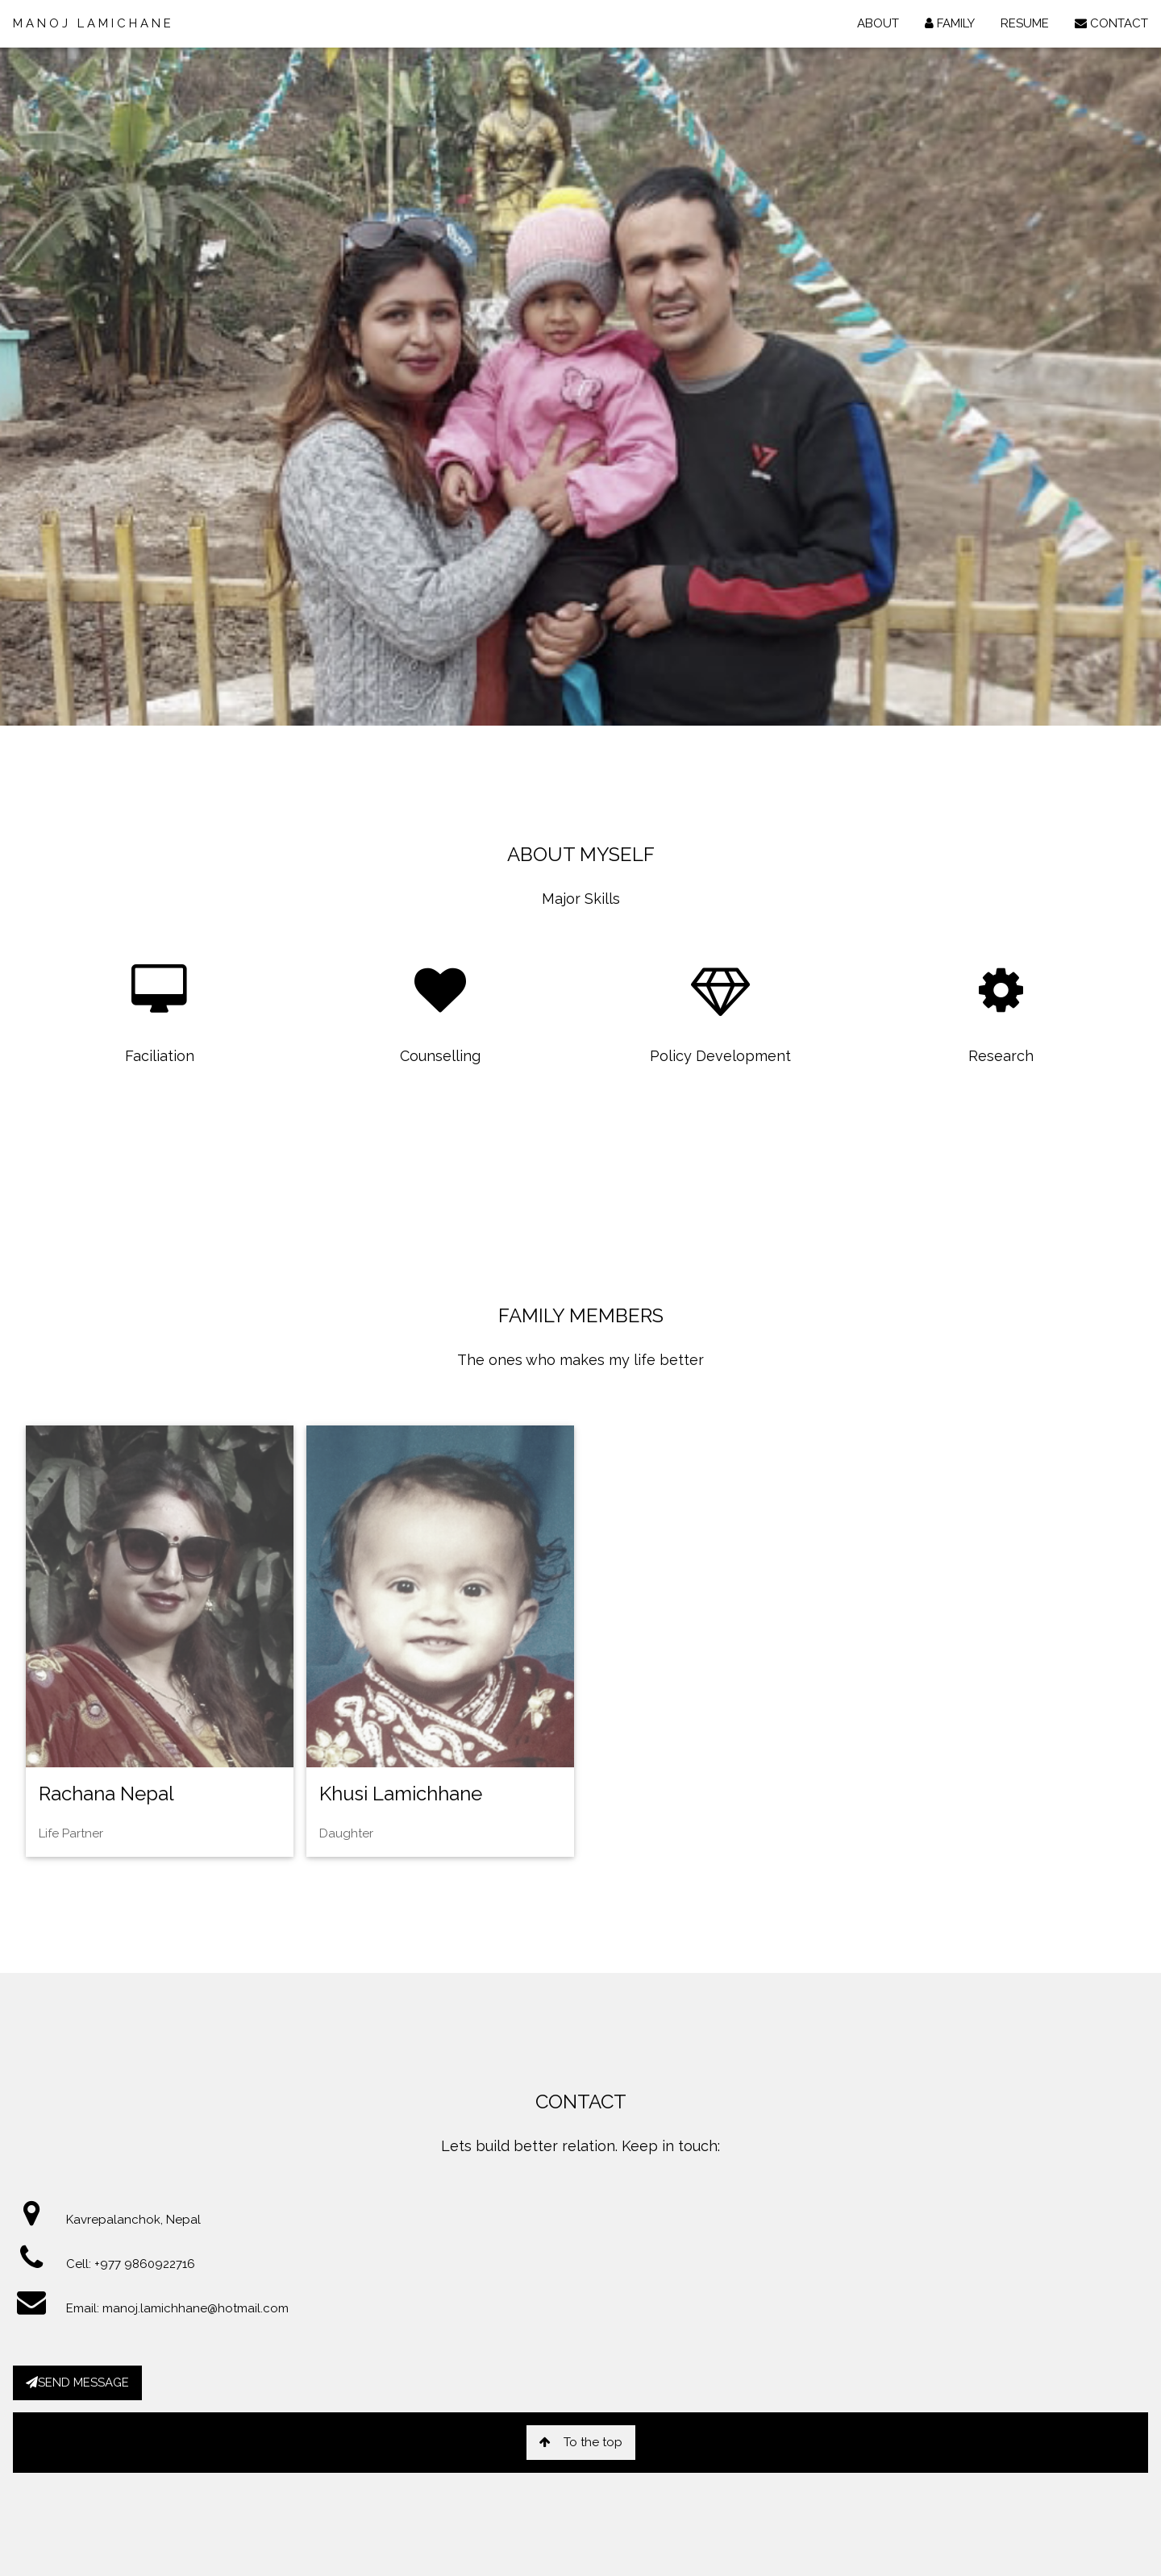 MANOJ LAMICHANE
ABOUT
FAMILY
RESUME
CONTACT
ABOUT MYSELF
Major Skills
Faciliation
Counselling
Policy Development
Research
FAMILY MEMBERS
The ones who makes my life better
Rachana Nepal
Life Partner
Khusi Lamichhane
Daughter
CONTACT
Lets build better relation. Keep in touch:
Kavrepalanchok, Nepal
Cell: +977 9860922716
Email: manoj.lamichhane@hotmail.com
SEND MESSAGE
To the top